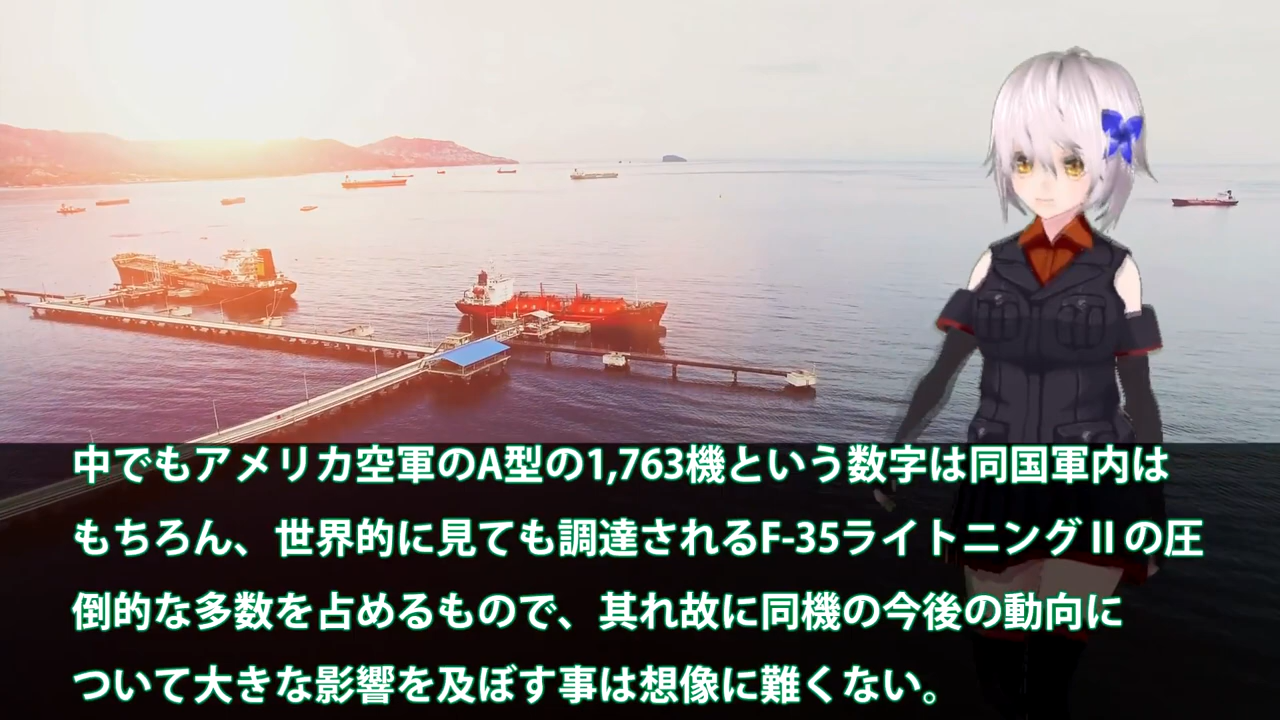 中でもアメリカ空軍のA型の1,763機という数字は同国軍内は
もちろん、世界的に見ても調達されるF-35ライトニングⅡの圧
倒的な多数を占めるもので、其れ故に同機の今後の動向に
ついて大きな影響を及ぼす事は想像に難くない。